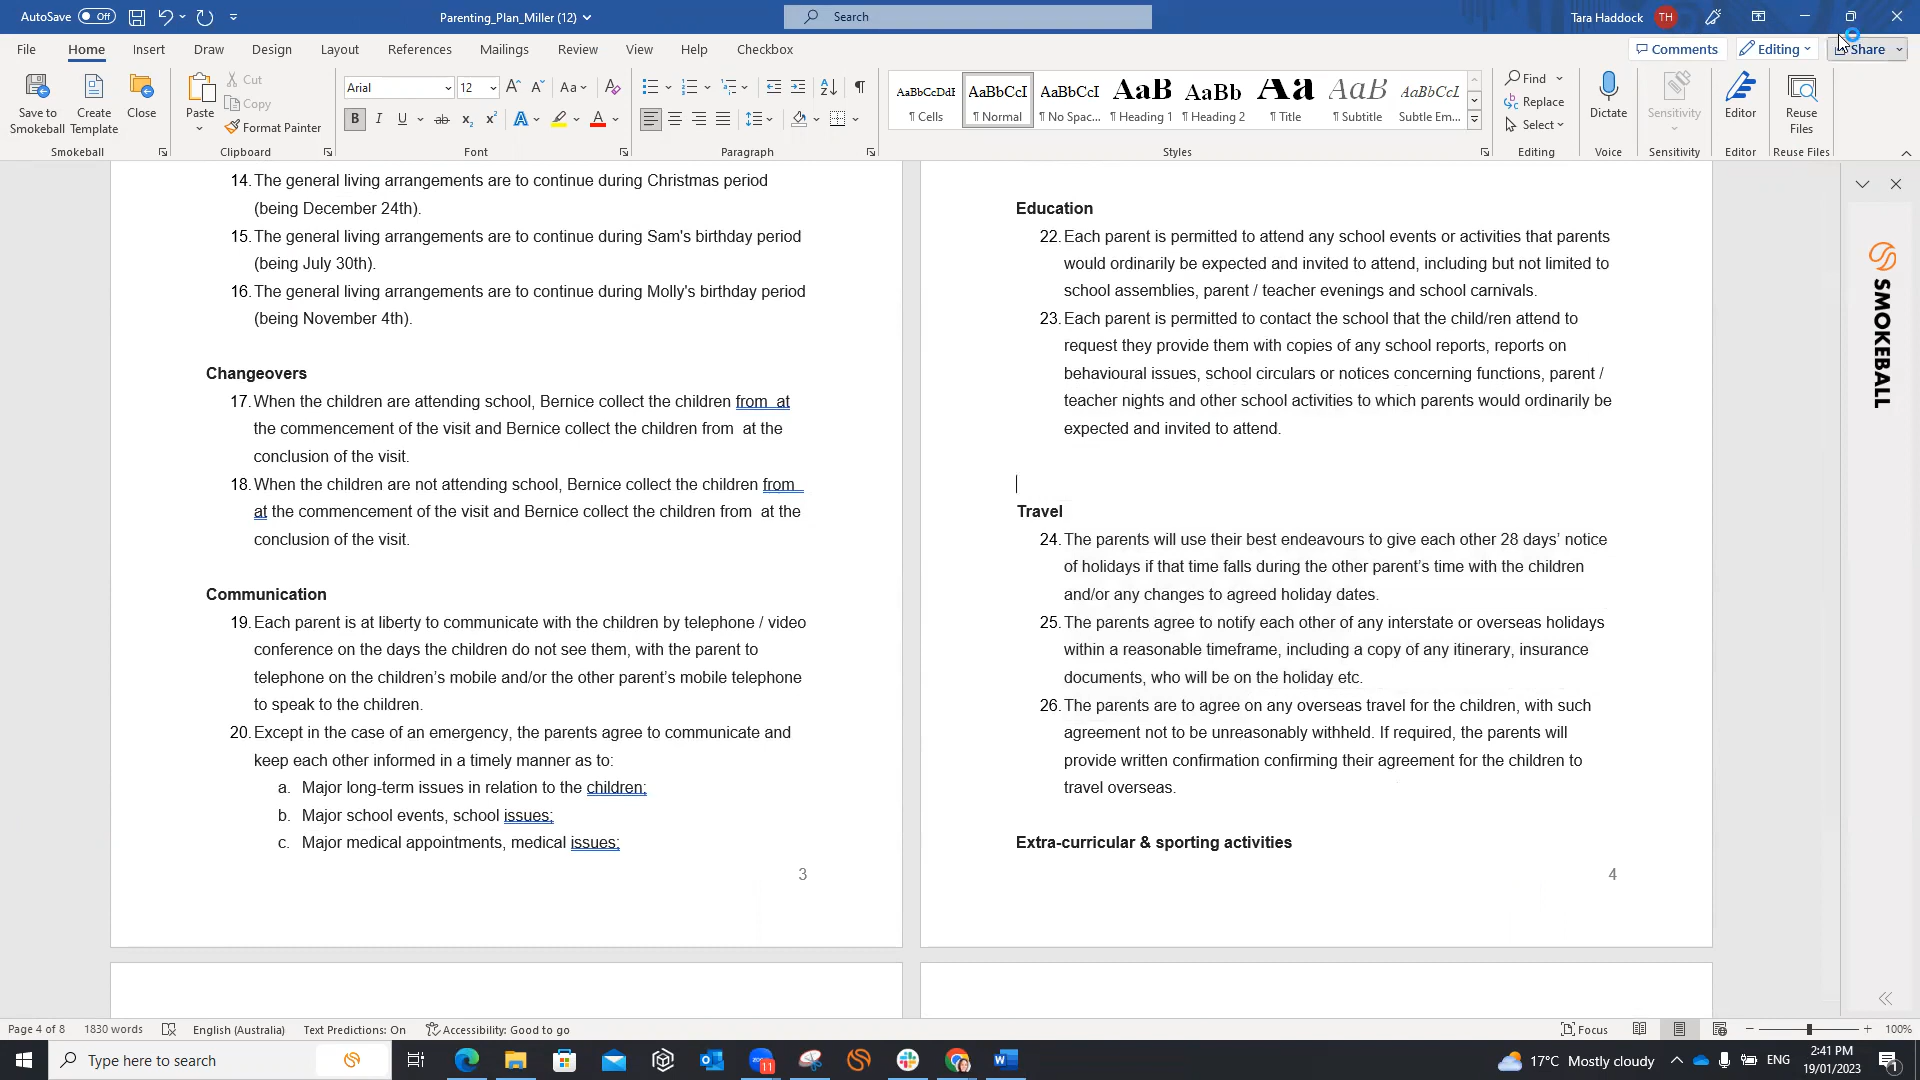 AutoSave Off
Parenting_Plan_Miller (12)
Search
Tara Haddock TH
File Home Insert Draw Design Layout References Mailings Review View Help Checkbox
Comments Editing Share
Save to Smokeball
Create Template
Close
Smokeball
Paste
Cut
Copy
Format Painter
Clipboard
Arial 12
Font
Paragraph
AaBbCcDdE AaBbCcI AaBbCcI AaB AaBb Aa AaB AaBbCcI
¶ Cells ¶ Normal ¶ No Spac... ¶ Heading 1 ¶ Heading 2 ¶ Title ¶ Subtitle Subtle Em...
Styles
Find
Replace
Select
Editing
Dictate
Voice
Sensitivity
Sensitivity
Editor
Editor
Reuse Files
Reuse Files
14. The general living arrangements are to continue during Christmas period
(being December 24th).
15. The general living arrangements are to continue during Sam's birthday period
(being July 30th).
16. The general living arrangements are to continue during Molly's birthday period
(being November 4th).
Changeovers
17. When the children are attending school, Bernice collect the children from  at
the commencement of the visit and Bernice collect the children from  at the
conclusion of the visit.
18. When the children are not attending school, Bernice collect the children from
at the commencement of the visit and Bernice collect the children from  at the
conclusion of the visit.
Communication
19. Each parent is at liberty to communicate with the children by telephone / video
conference on the days the children do not see them, with the parent to
telephone on the children's mobile and/or the other parent's mobile telephone
to speak to the children.
20. Except in the case of an emergency, the parents agree to communicate and
keep each other informed in a timely manner as to:
a. Major long-term issues in relation to the children;
b. Major school events, school issues;
c. Major medical appointments, medical issues;
3
Education
22. Each parent is permitted to attend any school events or activities that parents
would ordinarily be expected and invited to attend, including but not limited to
school assemblies, parent / teacher evenings and school carnivals.
23. Each parent is permitted to contact the school that the child/ren attend to
request they provide them with copies of any school reports, reports on
behavioural issues, school circulars or notices concerning functions, parent /
teacher nights and other school activities to which parents would ordinarily be
expected and invited to attend.
Travel
24. The parents will use their best endeavours to give each other 28 days’ notice
of holidays if that time falls during the other parent’s time with the children
and/or any changes to agreed holiday dates.
25. The parents agree to notify each other of any interstate or overseas holidays
within a reasonable timeframe, including a copy of any itinerary, insurance
documents, who will be on the holiday etc.
26. The parents are to agree on any overseas travel for the children, with such
agreement not to be unreasonably withheld. If required, the parents will
provide written confirmation confirming their agreement for the children to
travel overseas.
Extra-curricular & sporting activities
4
SMOKEBALL
Page 4 of 8 1830 words English (Australia) Text Predictions: On Accessibility: Good to go
Focus 100%
Type here to search
11
17°C Mostly cloudy
ENG
2:41 PM
19/01/2023
1